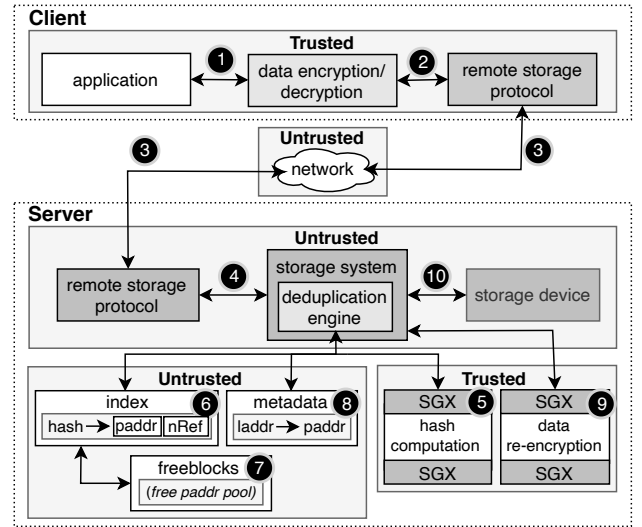 Client
Trusted
application
1
data encryption/
decryption
2
remote storage
protocol
3
Untrusted
network
3
Server
Untrusted
remote storage
protocol
4
storage system
deduplication
engine
10
storage device
Untrusted
index
6
hash
paddr
nRef
metadata
8
laddr
paddr
freeblocks
7
(free paddr pool)
Trusted
SGX
5
hash
computation
SGX
SGX
9
data
re-encryption
SGX